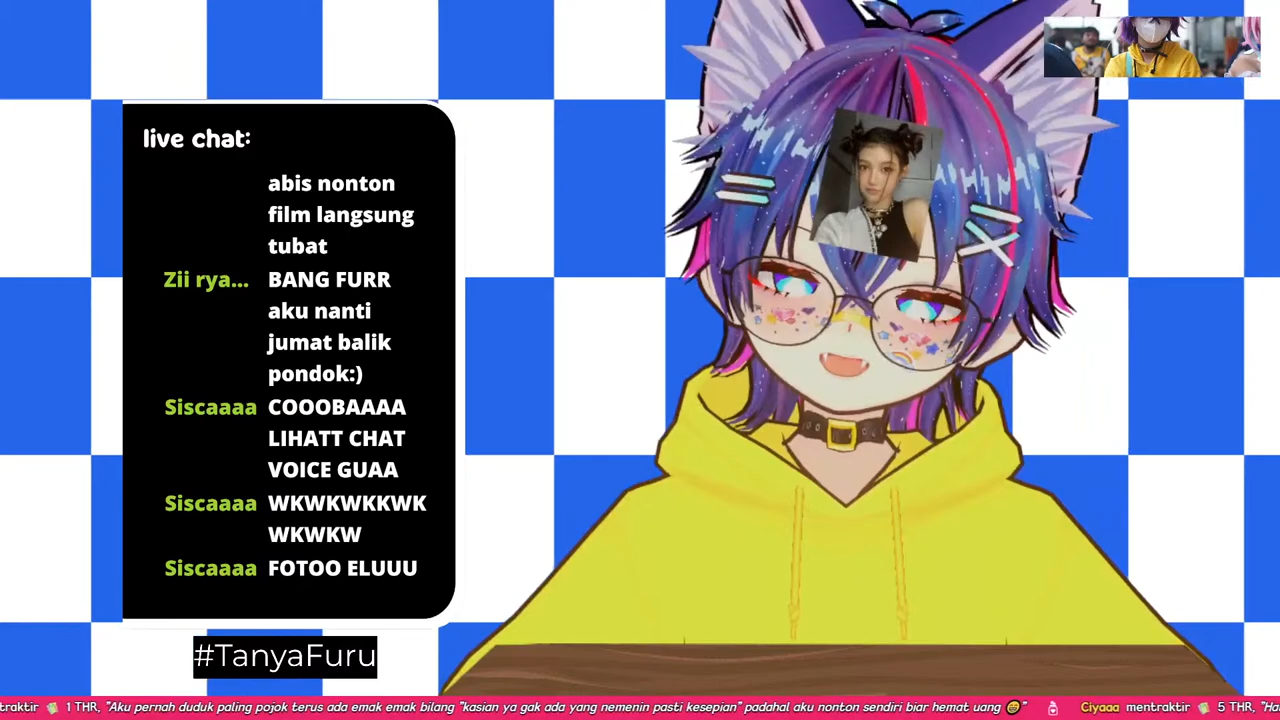 live chat:
abis nonton
film langsung
tubat
Zii rya... BANG FURR
aku nanti
jumat balik
pondok:)
Siscaaaa COOOBAAAA
LIHATT CHAT
VOICE GUAA
Siscaaaa WKWKWKKWK
WKWKW
Siscaaaa FOTOO ELUUU
#TanyaFuru
traktir 1 THR, "Aku pernah duduk paling pojok terus ada emak emak bilang "kasian ya gak ada yang nemenin pasti kesepian" padahal aku nonton sendiri biar hemat uang 😁" Ciyaaa mentraktir 5 THR, "Ha